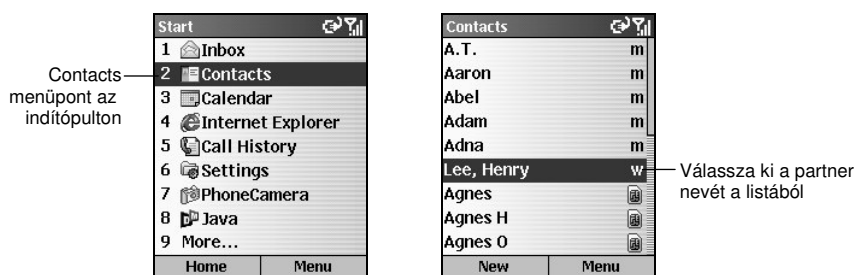 Contacts
menüpont az
indítópulton
Start
1 Inbox
2 Contacts
3 Calendar
4 Internet Explorer
5 Call History
6 Settings
7 PhoneCamera
8 Java
9 More...
Home Menu
Contacts
A.T. m
Aaron m
Abel m
Adam m
Adna m
Lee, Henry w
Agnes
Agnes H
Agnes O
New Menu
Válassza ki a partner
nevét a listából